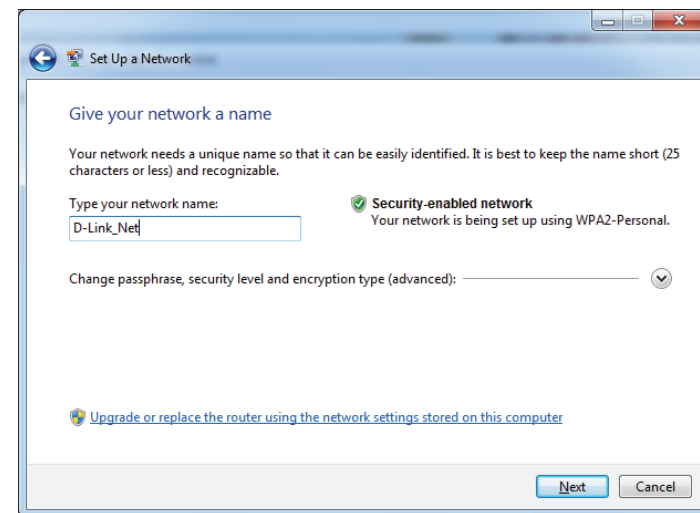 Set Up a Network
Give your network a name
Your network needs a unique name so that it can be easily identified. It is best to keep the name short (25
characters or less) and recognizable.
Type your network name:
D-Link_Net
Security-enabled network
Your network is being set up using WPA2-Personal.
Change passphrase, security level and encryption type (advanced):
Upgrade or replace the router using the network settings stored on this computer
Next
Cancel